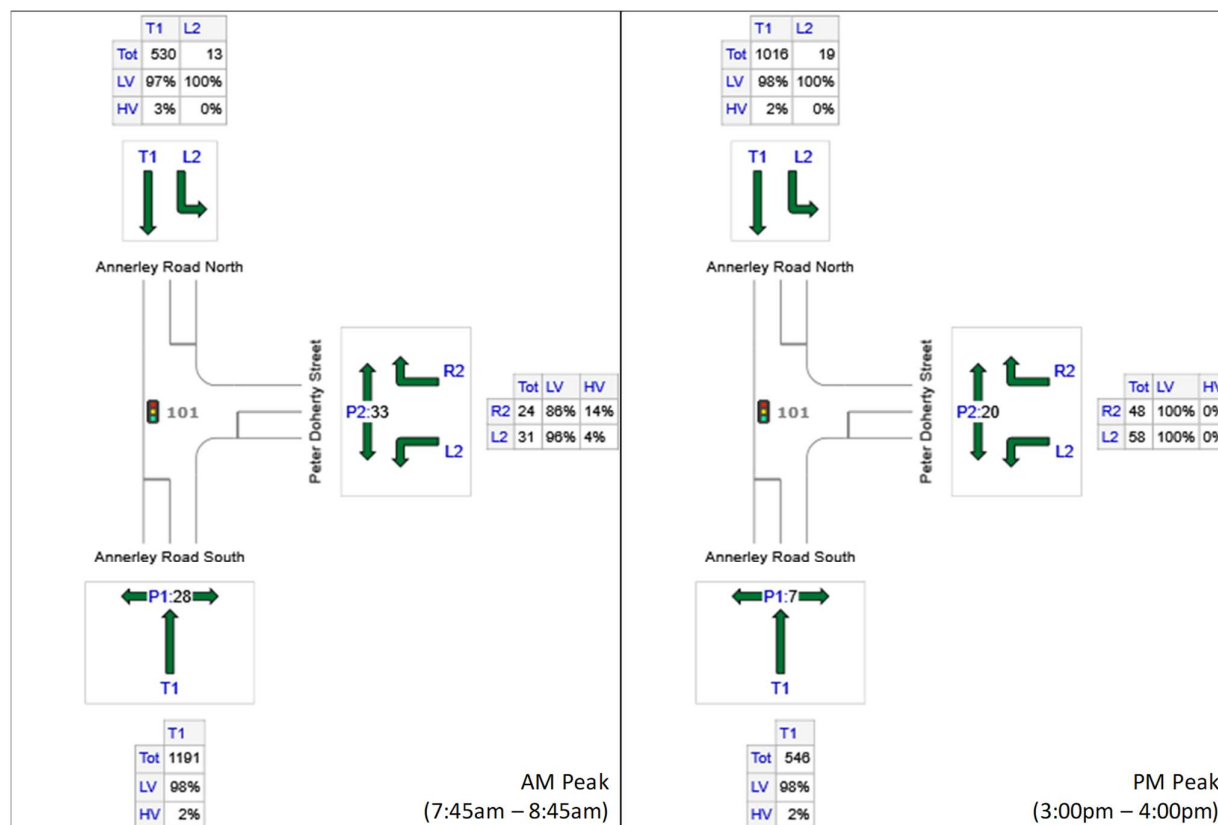 T1 L2
Tot 530 13
LV 97% 100%
HV 3% 0%
T1 L2
Annerley Road North
101
Peter Doherty Street
R2
P2:33
L2
Tot LV HV
R2 24 86% 14%
L2 31 96% 4%
Annerley Road South
P1:28
T1
T1
Tot 1191
LV 98%
HV 2%
AM Peak
(7:45am – 8:45am)
T1 L2
Tot 1016 19
LV 98% 100%
HV 2% 0%
T1 L2
Annerley Road North
101
Peter Doherty Street
R2
P2:20
L2
Tot LV HV
R2 48 100% 0%
L2 58 100% 0%
Annerley Road South
P1:7
T1
T1
Tot 546
LV 98%
HV 2%
PM Peak
(3:00pm – 4:00pm)